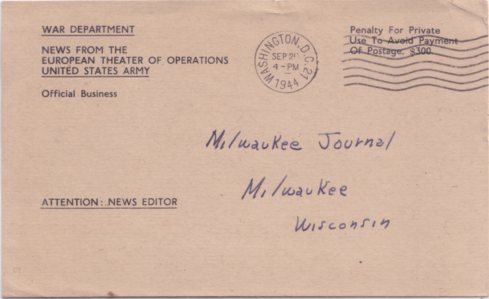 WAR DEPARTMENT
NEWS FROM THE
EUROPEAN THEATER OF OPERATIONS
UNITED STATES ARMY
Official Business
WASHINGTON, D.C. 21
SEP
4-PM
1944
Penalty For Private
Use To Avoid Payment
Of Postage, $300.
Milwaukee Journal
Milwaukee
Wisconsin
ATTENTION: NEWS EDITOR